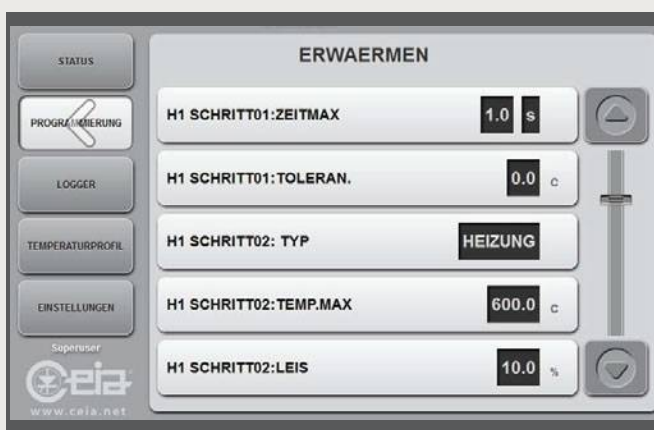 STATUS
PROGRAMMIERUNG
LOGGER
TEMPERATURPROFIL
EINSTELLUNGEN
Superuser
Ceia
www.ceia.net
ERWAERMEN
H1 SCHRITT01:ZEITMAX 1.0 s
H1 SCHRITT01:TOLERAN. 0.0 C
H1 SCHRITT02: TYP HEIZUNG
H1 SCHRITT02:TEMP.MAX 600.0 C
H1 SCHRITT02:LEIS 10.0 %